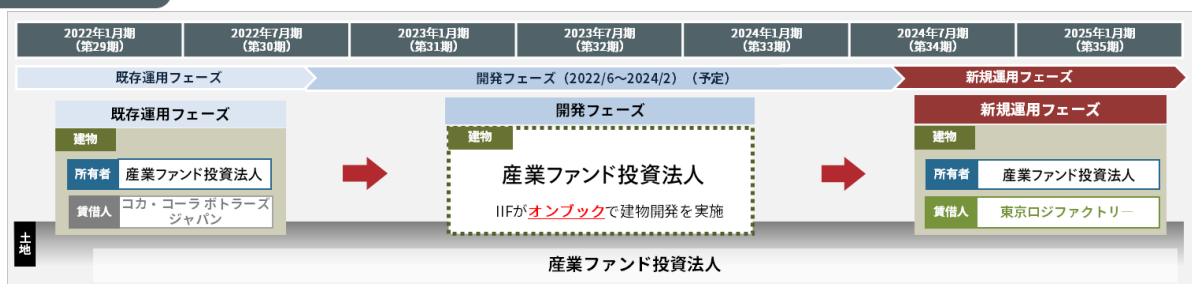 2022年1月期
（第29期）
2022年7月期
（第30期）
2023年1月期
（第31期）
2023年7月期
（第32期）
2024年1月期
（第33期）
2024年7月期
（第34期）
2025年1月期
（第35期）
既存運用フェーズ
開発フェーズ（2022/6～2024/2）（予定）
新規運用フェーズ
既存運用フェーズ
建物
所有者
産業ファンド投資法人
賃借人
コカ・コーラ ボトラーズ
ジャパン
開発フェーズ
建物
産業ファンド投資法人
IIFがオンブックで建物開発を実施
新規運用フェーズ
建物
所有者
産業ファンド投資法人
賃借人
東京ロジファクトリー
土地
産業ファンド投資法人